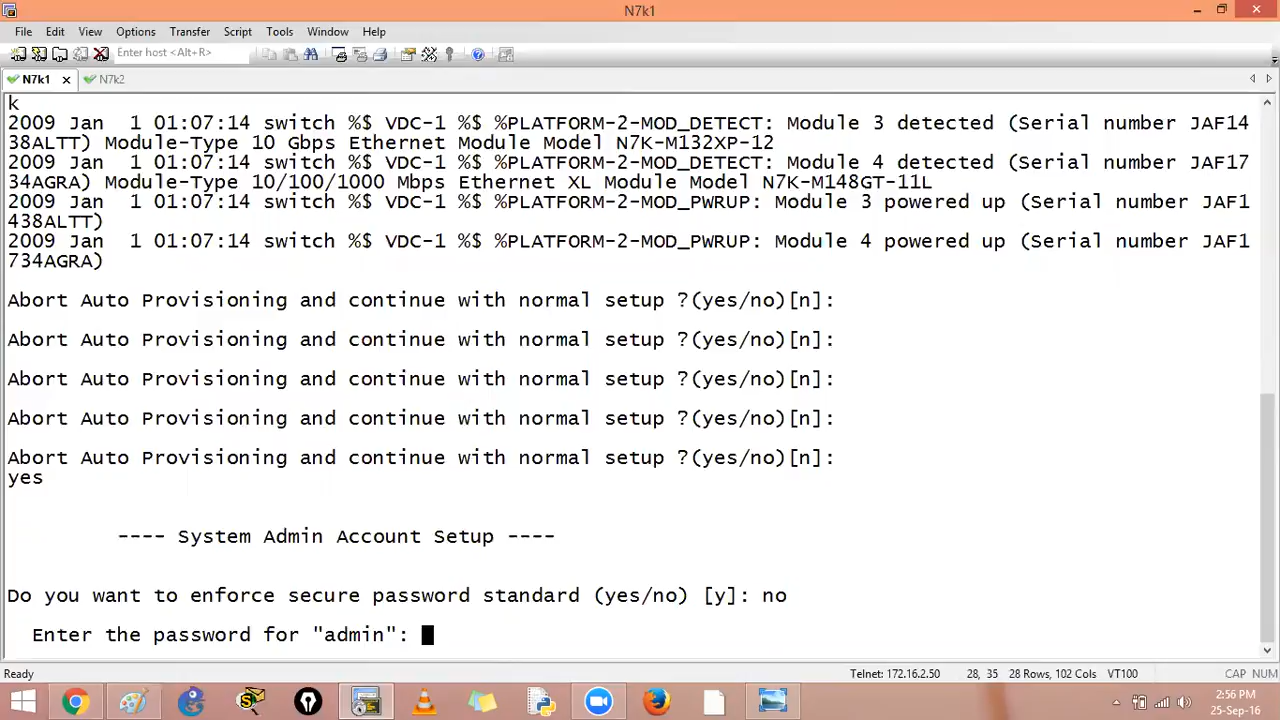 N7k1
File Edit View Options Transfer Script Tools Window Help
Enter host <Alt+R>
N7k1 N7k2
k
2009 Jan  1 01:07:14 switch %$ VDC-1 %$ %PLATFORM-2-MOD_DETECT: Module 3 detected (Serial number JAF14
38ALTT) Module-Type 10 Gbps Ethernet Module Model N7K-M132XP-12
2009 Jan  1 01:07:14 switch %$ VDC-1 %$ %PLATFORM-2-MOD_DETECT: Module 4 detected (Serial number JAF17
34AGRA) Module-Type 10/100/1000 Mbps Ethernet XL Module Model N7K-M148GT-11L
2009 Jan  1 01:07:14 switch %$ VDC-1 %$ %PLATFORM-2-MOD_PWRUP: Module 3 powered up (Serial number JAF1
438ALTT)
2009 Jan  1 01:07:14 switch %$ VDC-1 %$ %PLATFORM-2-MOD_PWRUP: Module 4 powered up (Serial number JAF1
734AGRA)
Abort Auto Provisioning and continue with normal setup ?(yes/no)[n]:
Abort Auto Provisioning and continue with normal setup ?(yes/no)[n]:
Abort Auto Provisioning and continue with normal setup ?(yes/no)[n]:
Abort Auto Provisioning and continue with normal setup ?(yes/no)[n]:
Abort Auto Provisioning and continue with normal setup ?(yes/no)[n]:
yes
---- System Admin Account Setup ----
Do you want to enforce secure password standard (yes/no) [y]: no
Enter the password for "admin":
Ready Telnet: 172.16.2.50 28, 35 28 Rows, 102 Cols VT100 CAP NUM
2:56 PM
25-Sep-16